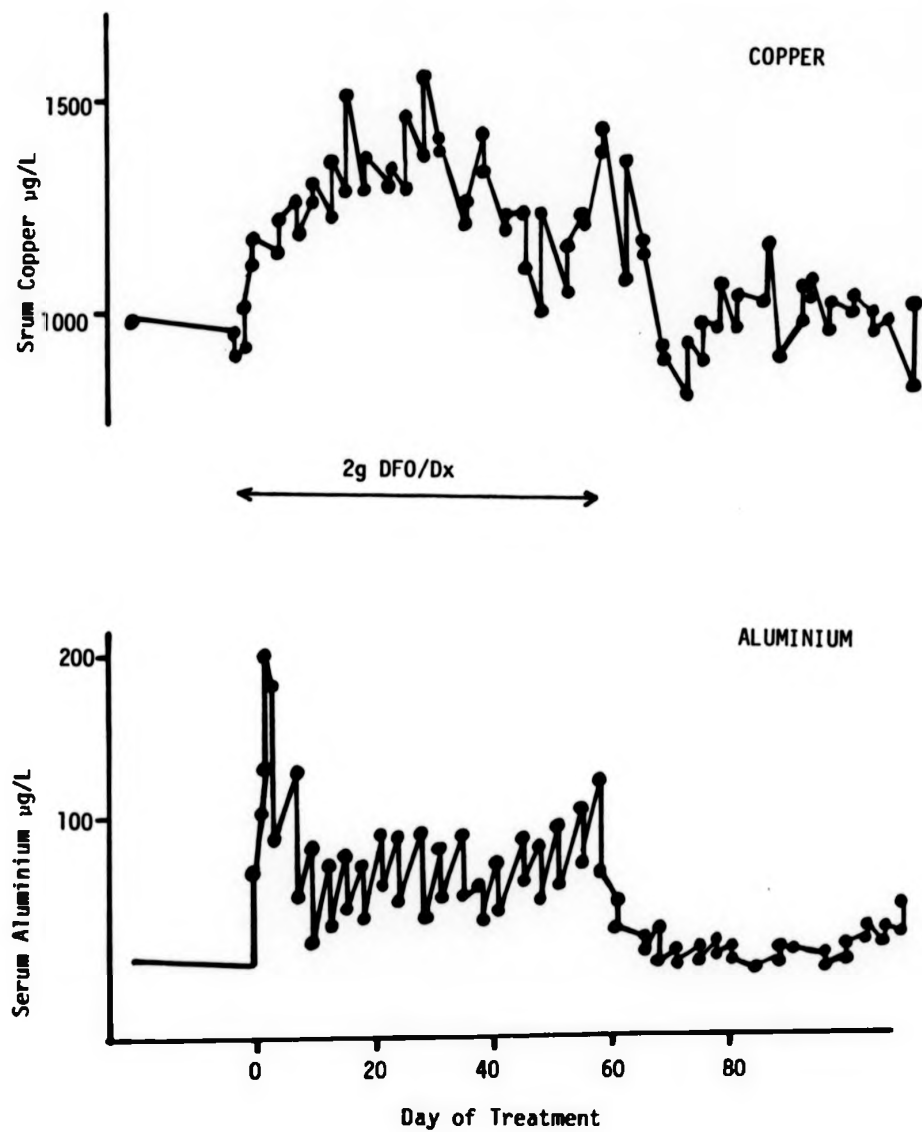 COPPER
1500
1000
Srum Copper µg/L
2g DFO/Dx
ALUMINIUM
200
100
Serum Aluminium µg/L
0 20 40 60 80
Day of Treatment